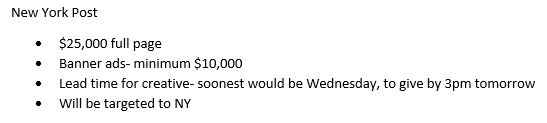 New York Post
• $25,000 full page
• Banner ads- minimum $10,000
• Lead time for creative- soonest would be Wednesday, to give by 3pm tomorrow
• Will be targeted to NY